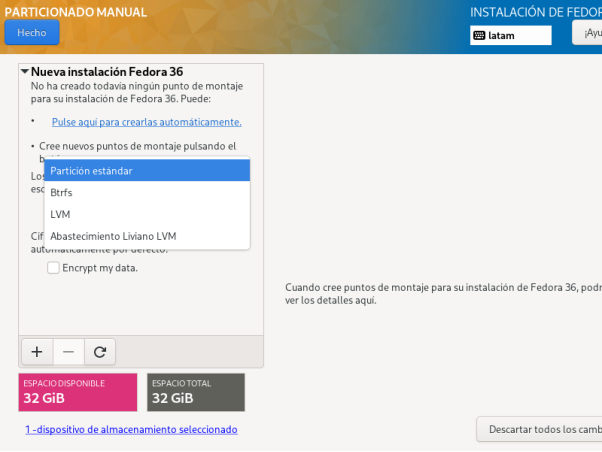 PARTICIONADO MANUAL
INSTALACIÓN DE FEDOR
Hecho
latam
¡Ayu
Nueva instalación Fedora 36
No ha creado todavía ningún punto de montaje
para su instalación de Fedora 36. Puede:
• Pulse aquí para crearlas automáticamente.
• Cree nuevos puntos de montaje pulsando el
Partición estándar
Btrfs
LVM
Abastecimiento Liviano LVM
automáticamente por defecto.
Encrypt my data.
Cuando cree puntos de montaje para su instalación de Fedora 36, podr
ver los detalles aquí.
+ −
ESPACIO DISPONIBLE
32 GiB
ESPACIO TOTAL
32 GiB
1 -dispositivo de almacenamiento seleccionado
Descartar todos los camb